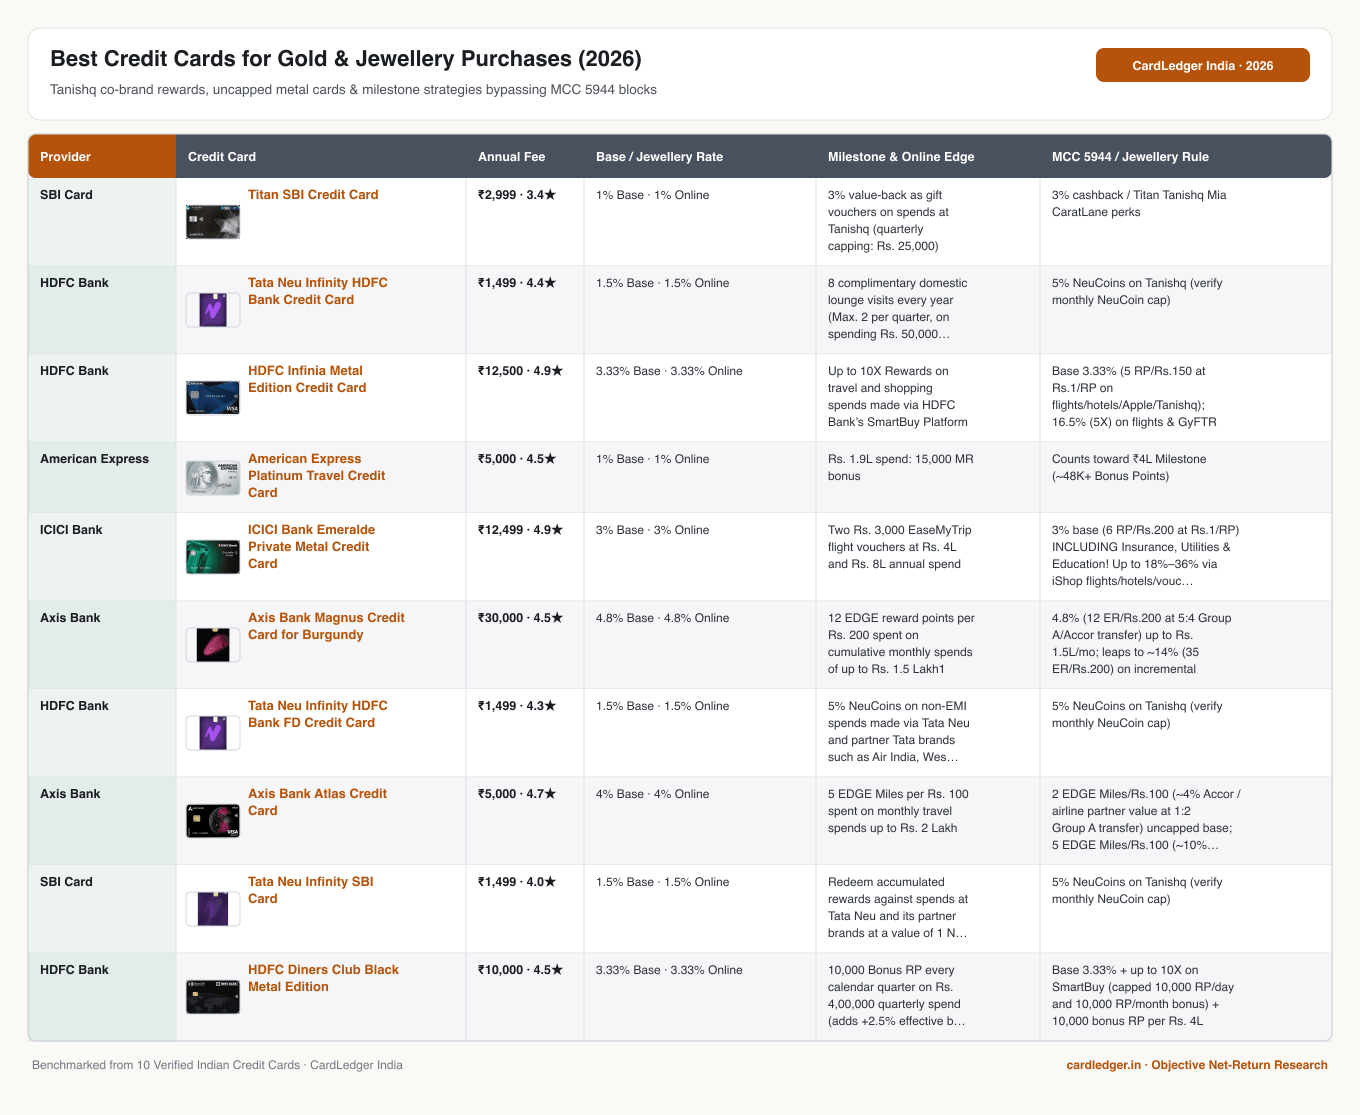 Best Credit Cards for Gold & Jewellery Purchases (2026)
Tanishq co-brand rewards, uncapped metal cards & milestone strategies bypassing MCC 5944 blocks
CardLedger India · 2026
Provider
Credit Card
Annual Fee
Base / Jewellery Rate
Milestone & Online Edge
MCC 5944 / Jewellery Rule
SBI Card
Titan SBI Credit Card
₹2,999 · 3.4★
1% Base · 1% Online
3% value-back as gift
vouchers on spends at
Tanishq (quarterly
capping: Rs. 25,000)
3% cashback / Titan Tanishq Mia
CaratLane perks
HDFC Bank
Tata Neu Infinity HDFC
Bank Credit Card
₹1,499 · 4.4★
1.5% Base · 1.5% Online
8 complimentary domestic
lounge visits every year
(Max. 2 per quarter, on
spending Rs. 50,000…
5% NeuCoins on Tanishq (verify
monthly NeuCoin cap)
HDFC Bank
HDFC Infinia Metal
Edition Credit Card
₹12,500 · 4.9★
3.33% Base · 3.33% Online
Up to 10X Rewards on
travel and shopping
spends made via HDFC
Bank's SmartBuy Platform
Base 3.33% (5 RP/Rs.150 at
Rs.1/RP on
flights/hotels/Apple/Tanishq);
16.5% (5X) on flights & GyFTR
American Express
American Express
Platinum Travel Credit
Card
₹5,000 · 4.5★
1% Base · 1% Online
Rs. 1.9L spend: 15,000 MR
bonus
Counts toward ₹4L Milestone
(~48K+ Bonus Points)
ICICI Bank
ICICI Bank Emeralde
Private Metal Credit
Card
₹12,499 · 4.9★
3% Base · 3% Online
Two Rs. 3,000 EaseMyTrip
flight vouchers at Rs. 4L
and Rs. 8L annual spend
3% base (6 RP/Rs.200 at Rs.1/RP)
INCLUDING Insurance, Utilities &
Education! Up to 18%–36% via
iShop flights/hotels/vouc…
Axis Bank
Axis Bank Magnus Credit
Card for Burgundy
₹30,000 · 4.5★
4.8% Base · 4.8% Online
12 EDGE reward points per
Rs. 200 spent on
cumulative monthly spends
of up to Rs. 1.5 Lakh1
4.8% (12 ER/Rs.200 at 5:4 Group
A/Accor transfer) up to Rs.
1.5L/mo; leaps to ~14% (35
ER/Rs.200) on incremental
HDFC Bank
Tata Neu Infinity HDFC
Bank FD Credit Card
₹1,499 · 4.3★
1.5% Base · 1.5% Online
5% NeuCoins on non-EMI
spends made via Tata Neu
and partner Tata brands
such as Air India, Wes…
5% NeuCoins on Tanishq (verify
monthly NeuCoin cap)
Axis Bank
Axis Bank Atlas Credit
Card
₹5,000 · 4.7★
4% Base · 4% Online
5 EDGE Miles per Rs. 100
spent on monthly travel
spends up to Rs. 2 Lakh
2 EDGE Miles/Rs.100 (~4% Accor /
airline partner value at 1:2
Group A transfer) uncapped base;
5 EDGE Miles/Rs.100 (~10%…
SBI Card
Tata Neu Infinity SBI
Card
₹1,499 · 4.0★
1.5% Base · 1.5% Online
Redeem accumulated
rewards against spends at
Tata Neu and its partner
brands at a value of 1 N…
5% NeuCoins on Tanishq (verify
monthly NeuCoin cap)
HDFC Bank
HDFC Diners Club Black
Metal Edition
₹10,000 · 4.5★
3.33% Base · 3.33% Online
10,000 Bonus RP every
calendar quarter on Rs.
4,00,000 quarterly spend
(adds +2.5% effective b…
Base 3.33% + up to 10X on
SmartBuy (capped 10,000 RP/day
and 10,000 RP/month bonus) +
10,000 bonus RP per Rs. 4L
Benchmarked from 10 Verified Indian Credit Cards · CardLedger India
cardledger.in · Objective Net-Return Research